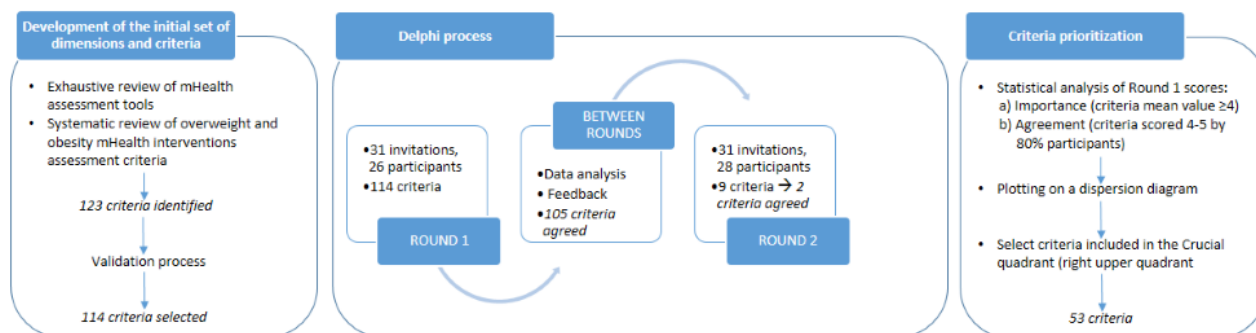 Development of the initial set of
dimensions and criteria
• Exhaustive review of mHealth
assessment tools
• Systematic review of overweight and
obesity mHealth interventions
assessment criteria
123 criteria identified
Validation process
114 criteria selected
Delphi process
•31 invitations,
26 participants
•114 criteria
ROUND 1
BETWEEN
ROUNDS
•Data analysis
• Feedback
•105 criteria
agreed
•31 invitations,
28 participants
•9 criteria → 2
criteria agreed
ROUND 2
Criteria prioritization
• Statistical analysis of Round 1 scores:
a) Importance (criteria mean value ≥4)
b) Agreement (criteria scored 4-5 by
80% participants)
• Plotting on a dispersion diagram
• Select criteria included in the Crucial
quadrant (right upper quadrant
53 criteria